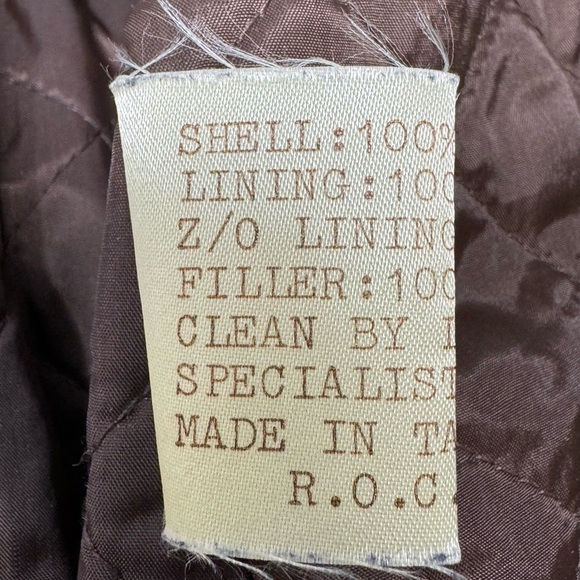 SHELL:100%
LINING:100
Z/O LINING
FILLER:100
CLEAN BY L
SPECIALIST
MADE IN TA
R.O.C.